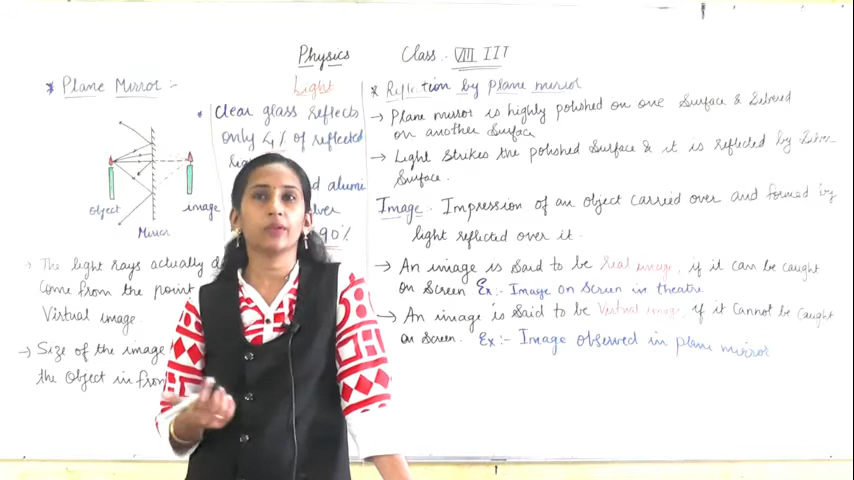 Physics Class : VIII III
Light
* Plane Mirror :-
object
image
Mirror
→ The light rays actually d
Come from the point
Virtual image.
→ Size of the image
the Object in fron
* Clear glass reflects
only 4% of reflected
alumi
90%
* Reflection by plane mirror
→ Plane mirror is highly polished on one Surface &
on another Surface
→ Light Strikes the polished Surface & it is reflected by
Surface.
Image : Impression of an object carried over and formed by
light reflected over it.
→ An image is Said to be Real image, if it can be caught
on Screen Ex :- Image on Screen in theatre
→ An image is Said to be Virtual image, if it cannot be caught
on Screen. Ex :- Image observed in plane mirror